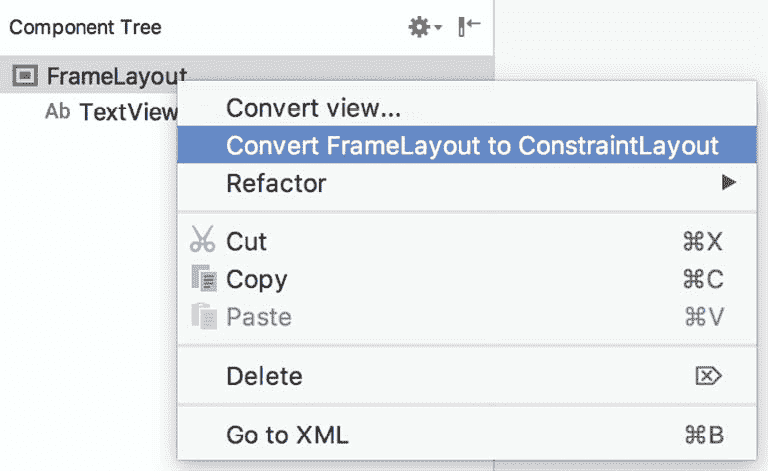 Component Tree
FrameLayout
Ab TextView
Convert view...
Convert FrameLayout to ConstraintLayout
Refactor
Cut ⌘X
Copy ⌘C
Paste ⌘V
Delete
Go to XML ⌘B